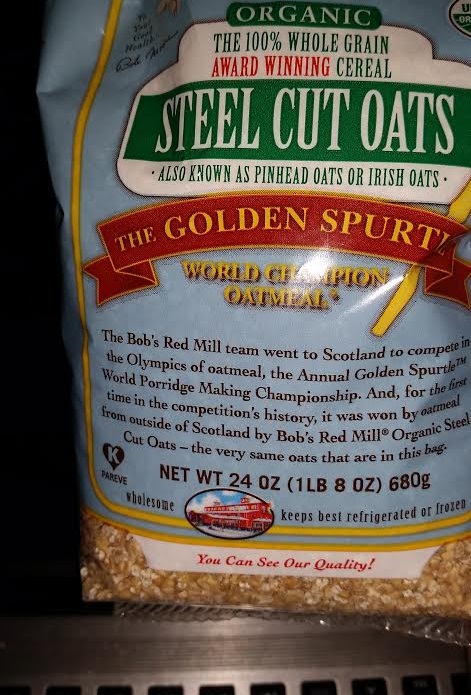 To
Your
Good
Health
ORGANIC
THE 100% WHOLE GRAIN
AWARD WINNING CEREAL
STEEL CUT OATS
· ALSO KNOWN AS PINHEAD OATS OR IRISH OATS ·
THE GOLDEN SPURTL
WORLD CHAMPION
OATMEAL*
The Bob's Red Mill team went to Scotland to compete in
the Olympics of oatmeal, the Annual Golden Spurtle™
World Porridge Making Championship. And, for the first
time in the competition's history, it was won by oatmeal
from outside of Scotland by Bob's Red Mill® Organic Steel
Cut Oats – the very same oats that are in this bag.
K
PAREVE
NET WT 24 OZ (1LB 8 OZ) 680g
wholesome
keeps best refrigerated or frozen
You Can See Our Quality!